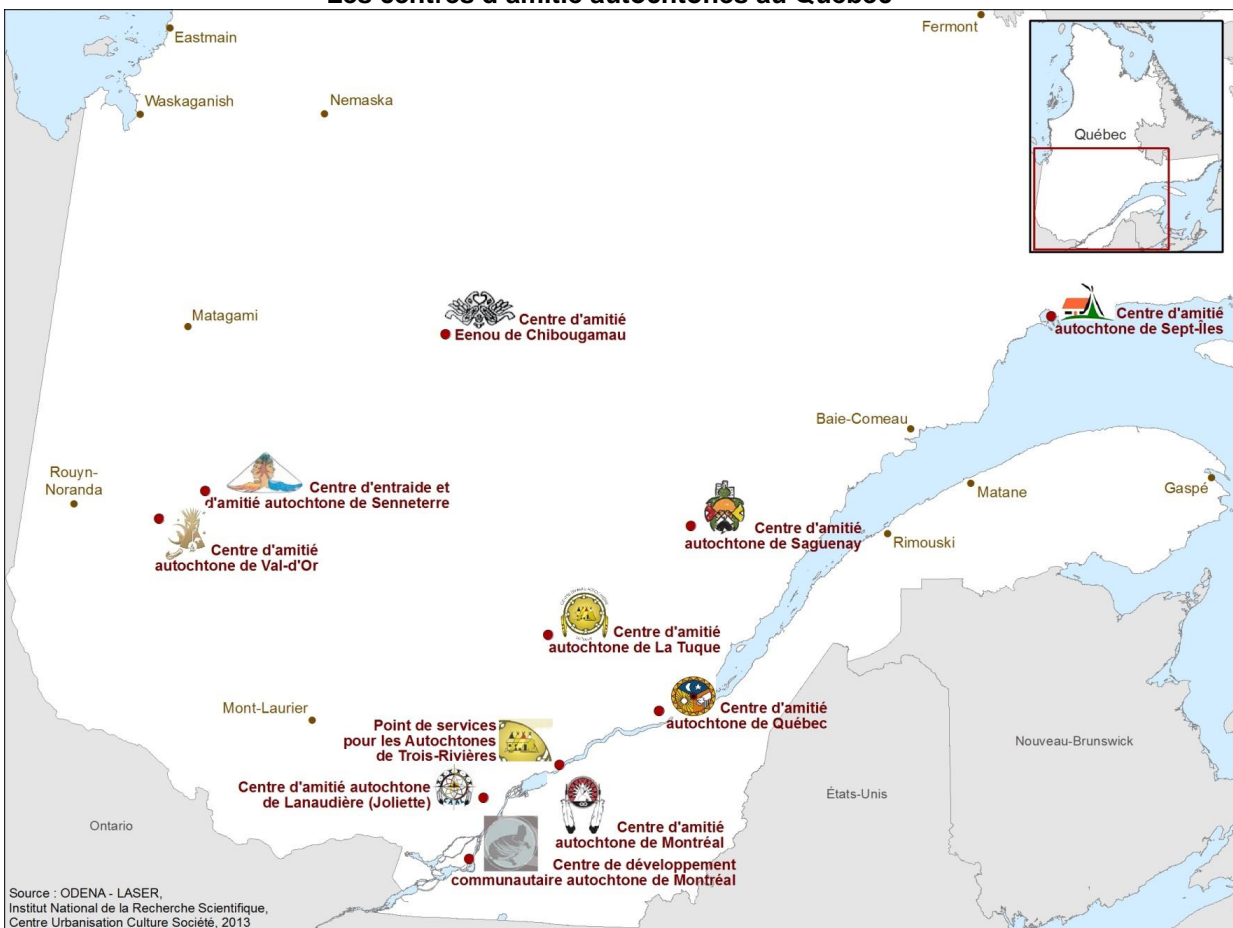 Les centres d'amitié autochtones au Québec
Eastmain
Fermont
Waskaganish
Nemaska
Québec
Matagami
Centre d'amitié
Eenou de Chibougamau
Centre d'amitié
autochtone de Sept-Îles
Baie-Comeau
Rouyn-
Noranda
Centre d'entraide et
d'amitié autochtone de Senneterre
Matane
Gaspé
Centre d'amitié
autochtone de Val-d'Or
Centre d'amitié
autochtone de Saguenay
Rimouski
Centre d'amitié
autochtone de La Tuque
Mont-Laurier
Centre d'amitié
autochtone de Québec
Point de services
pour les Autochtones
de Trois-Rivières
Nouveau-Brunswick
Centre d'amitié autochtone
de Lanaudière (Joliette)
États-Unis
Ontario
Centre d'amitié
autochtone de Montréal
Centre de développement
communautaire autochtone de Montréal
Source : ODENA - LASER,
Institut National de la Recherche Scientifique,
Centre Urbanisation Culture Société, 2013